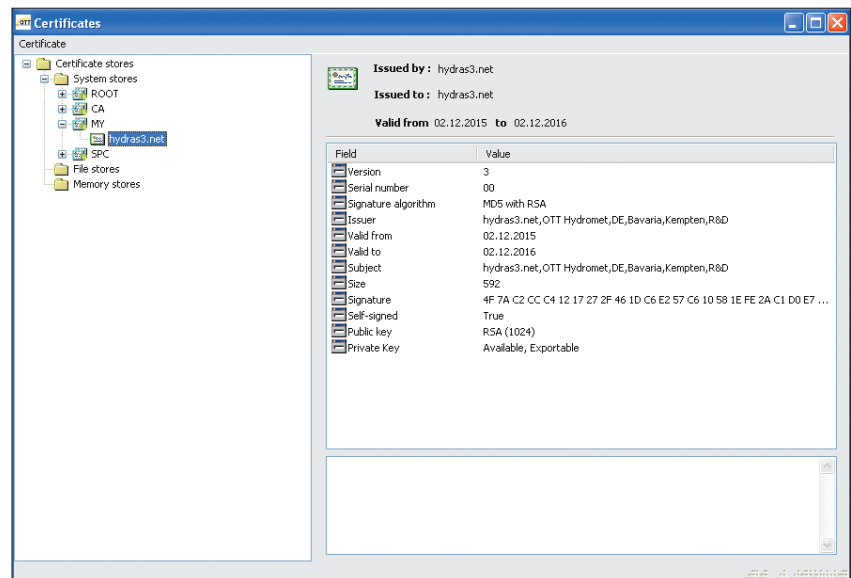 OTT Certificates
Certificate
Certificate stores
System stores
ROOT
CA
MY
hydras3.net
SPC
File stores
Memory stores
Issued by : hydras3.net
Issued to : hydras3.net
Valid from 02.12.2015 to 02.12.2016
Field Value
Version 3
Serial number 00
Signature algorithm MD5 with RSA
Issuer hydras3.net,OTT Hydromet,DE,Bavaria,Kempten,R&D
Valid from 02.12.2015
Valid to 02.12.2016
Subject hydras3.net,OTT Hydromet,DE,Bavaria,Kempten,R&D
Size 592
Signature 4F 7A C2 CC C4 12 17 27 2F 46 1D C6 E2 57 C6 10 58 1E FE 2A C1 D0 E7 ...
Self-signed True
Public key RSA (1024)
Private Key Available, Exportable